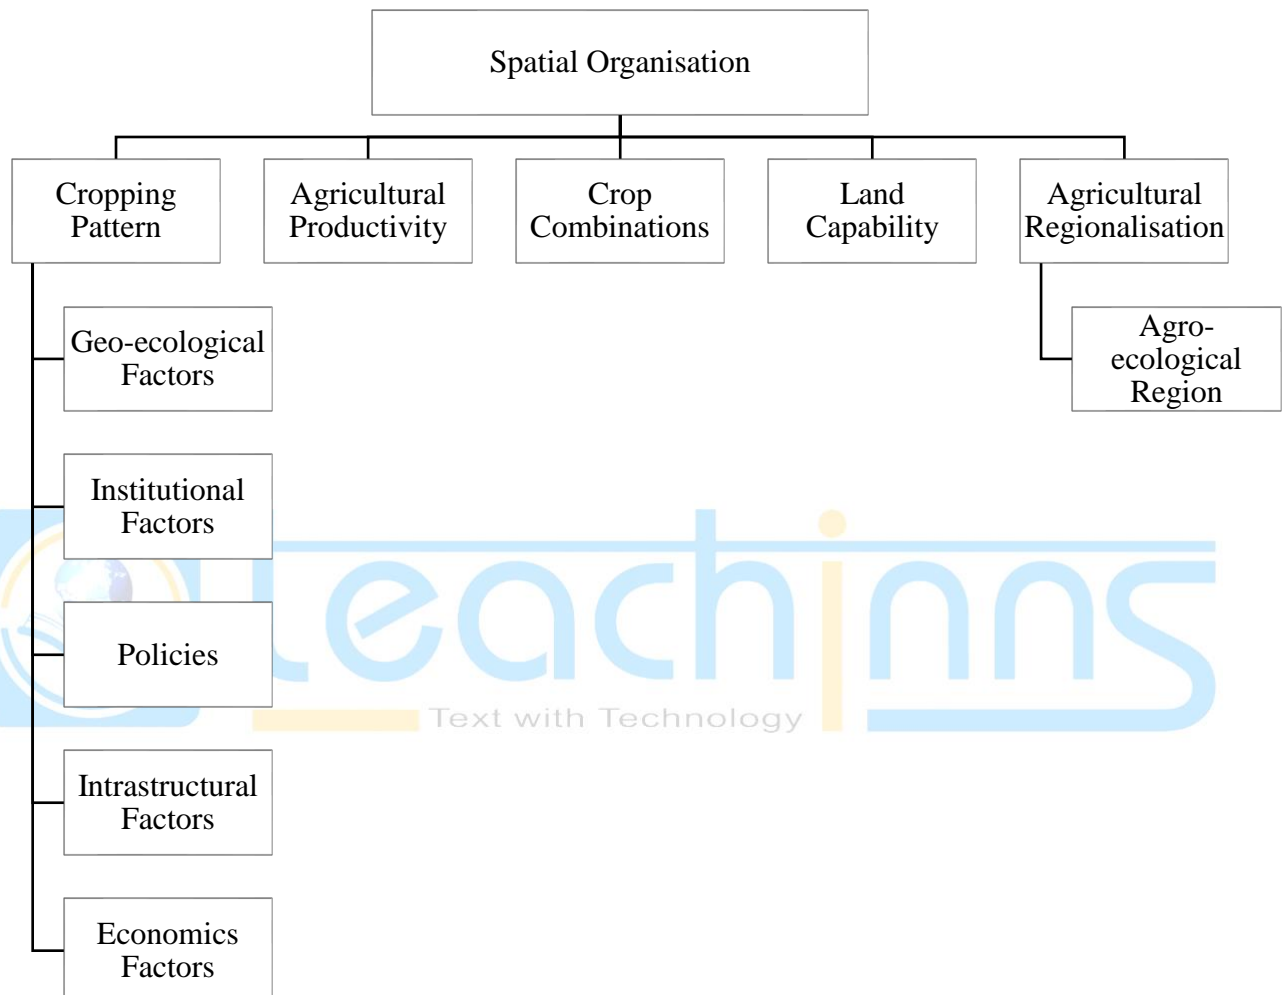 Spatial Organisation
Cropping
Pattern
Agricultural
Productivity
Crop
Combinations
Land
Capability
Agricultural
Regionalisation
Geo-ecological
Factors
Agro-
ecological
Region
Institutional
Factors
Policies
Intrastructural
Factors
Economics
Factors
teachinns
Text with Technology